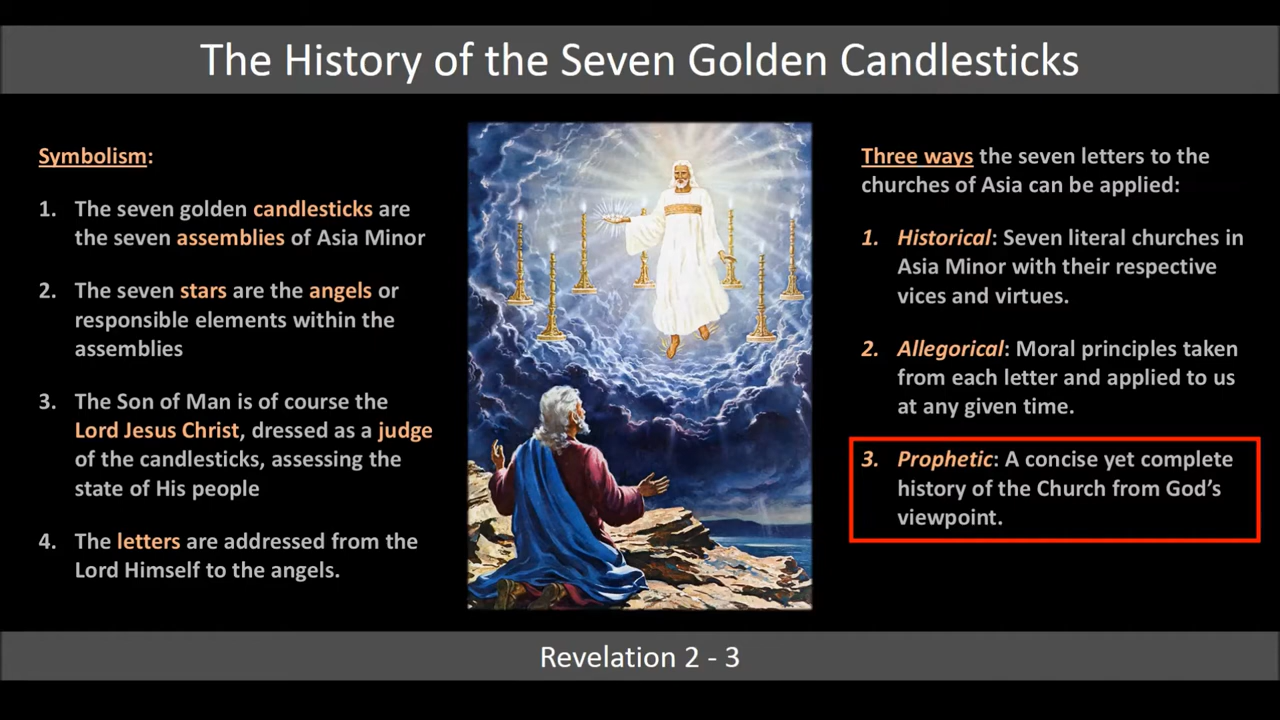 The History of the Seven Golden Candlesticks
Symbolism:
1. The seven golden candlesticks are
the seven assemblies of Asia Minor
2. The seven stars are the angels or
responsible elements within the
assemblies
3. The Son of Man is of course the
Lord Jesus Christ, dressed as a judge
of the candlesticks, assessing the
state of His people
4. The letters are addressed from the
Lord Himself to the angels.
Three ways the seven letters to the
churches of Asia can be applied:
1. Historical: Seven literal churches in
Asia Minor with their respective
vices and virtues.
2. Allegorical: Moral principles taken
from each letter and applied to us
at any given time.
3. Prophetic: A concise yet complete
history of the Church from God’s
viewpoint.
Revelation 2 - 3